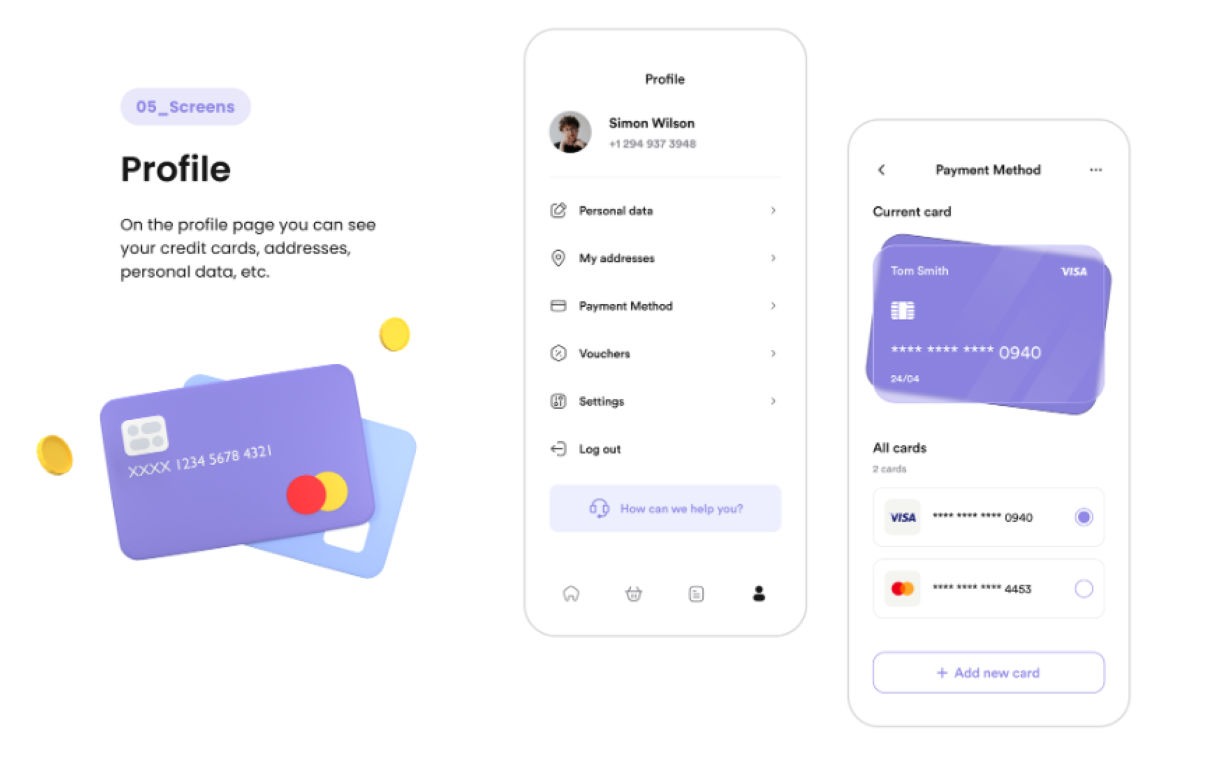 05_Screens
Profile
On the profile page you can see
your credit cards, addresses,
personal data, etc.
XXXX 1234 5678 4321
Profile
Simon Wilson
+1 294 937 3948
Personal data
My addresses
Payment Method
Vouchers
Settings
Log out
How can we help you?
Payment Method
Current card
Tom Smith
VISA
**** **** **** 0940
24/04
All cards
2 cards
VISA **** **** **** 0940
**** **** **** 4453
+ Add new card